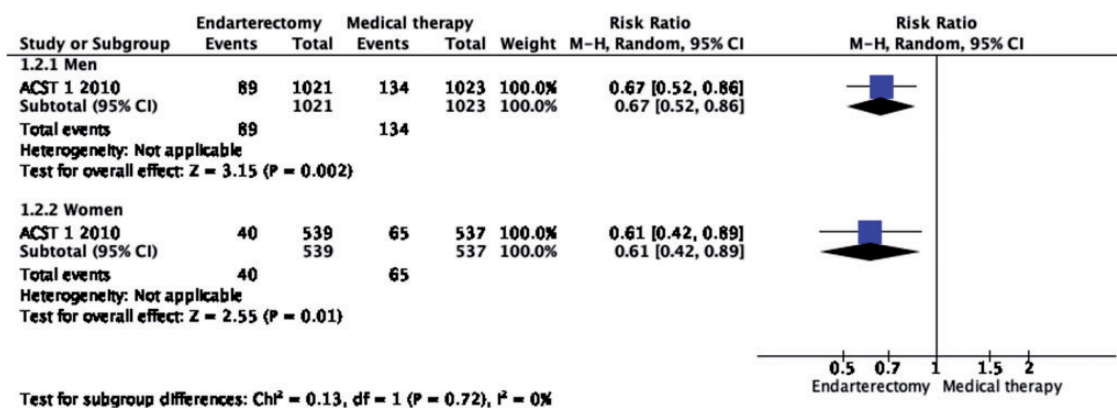 Endarterectomy Medical therapy Risk Ratio Risk Ratio
Study or Subgroup Events Total Events Total Weight M-H, Random, 95% CI M-H, Random, 95% CI
1.2.1 Men
ACST 1 2010 89 1021 134 1023 100.0% 0.67 [0.52, 0.86]
Subtotal (95% CI) 1021 1023 100.0% 0.67 [0.52, 0.86]
Total events 89 134
Heterogeneity: Not applicable
Test for overall effect: Z = 3.15 (P = 0.002)
1.2.2 Women
ACST 1 2010 40 539 65 537 100.0% 0.61 [0.42, 0.89]
Subtotal (95% CI) 539 537 100.0% 0.61 [0.42, 0.89]
Total events 40 65
Heterogeneity: Not applicable
Test for overall effect: Z = 2.55 (P = 0.01)
0.5 0.7 1 1.5 2
Endarterectomy Medical therapy
Test for subgroup differences: Chi² = 0.13, df = 1 (P = 0.72), I² = 0%